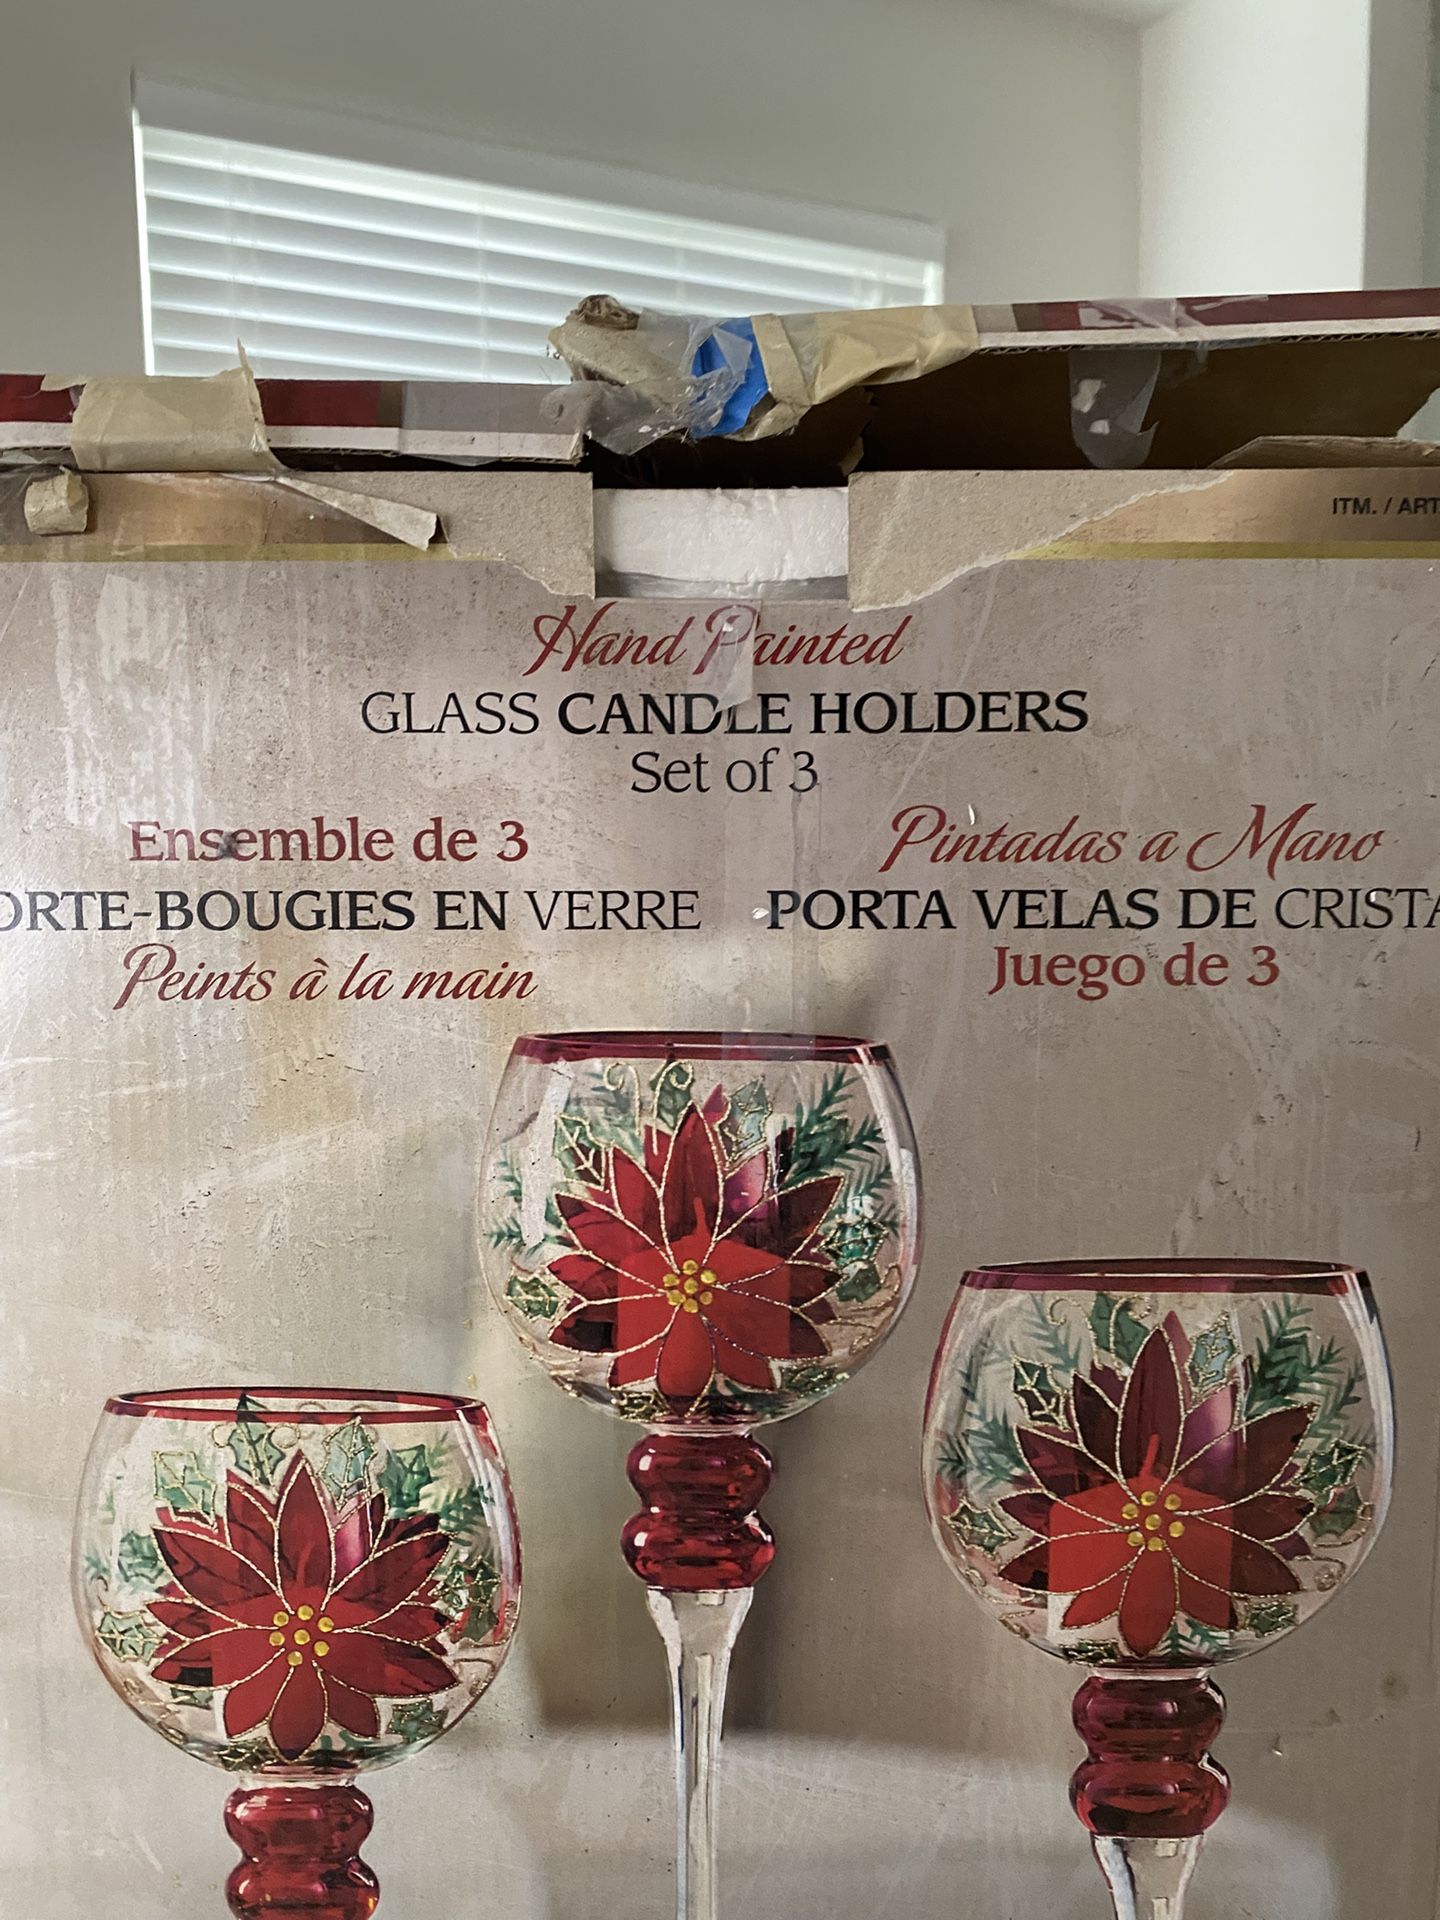 ITM. / ART.
Hand Painted
GLASS CANDLE HOLDERS
Set of 3
Ensemble de 3
ORTE-BOUGIES EN VERRE
Peints à la main
Pintadas a Mano
PORTA VELAS DE CRISTA
Juego de 3